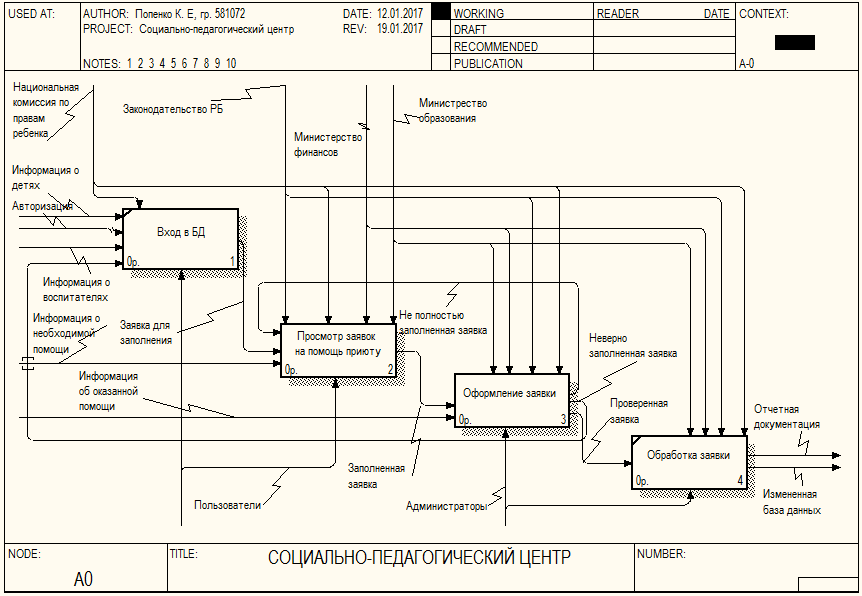 USED AT:
AUTHOR: Попенко К. Е, гр. 581072
DATE: 12.01.2017
PROJECT: Социально-педагогический центр
REV: 19.01.2017
NOTES: 1 2 3 4 5 6 7 8 9 10
WORKING
DRAFT
RECOMMENDED
PUBLICATION
READER
DATE
CONTEXT:
A-0
Национальная
комиссия по
правам
ребенка
Законодательство РБ
Министерство
финансов
Министрество
образования
Информация о
детях
Авторизация
Вход в БД
0р.
1
Информация о
воспитателях
Информация о
необходимой
помощи
Заявка для
заполнения
Просмотр заявок
на помощь приюту
0р.
2
Не полностью
заполненная заявка
Неверно
заполненная заявка
Информация
об оказанной
помощи
Оформление заявки
0р.
3
Проверенная
заявка
Отчетная
документация
Обработка заявки
0р.
4
Заполненная
заявка
Пользователи
Администраторы
Измененная
база данных
NODE:
A0
TITLE:
СОЦИАЛЬНО-ПЕДАГОГИЧЕСКИЙ ЦЕНТР
NUMBER: